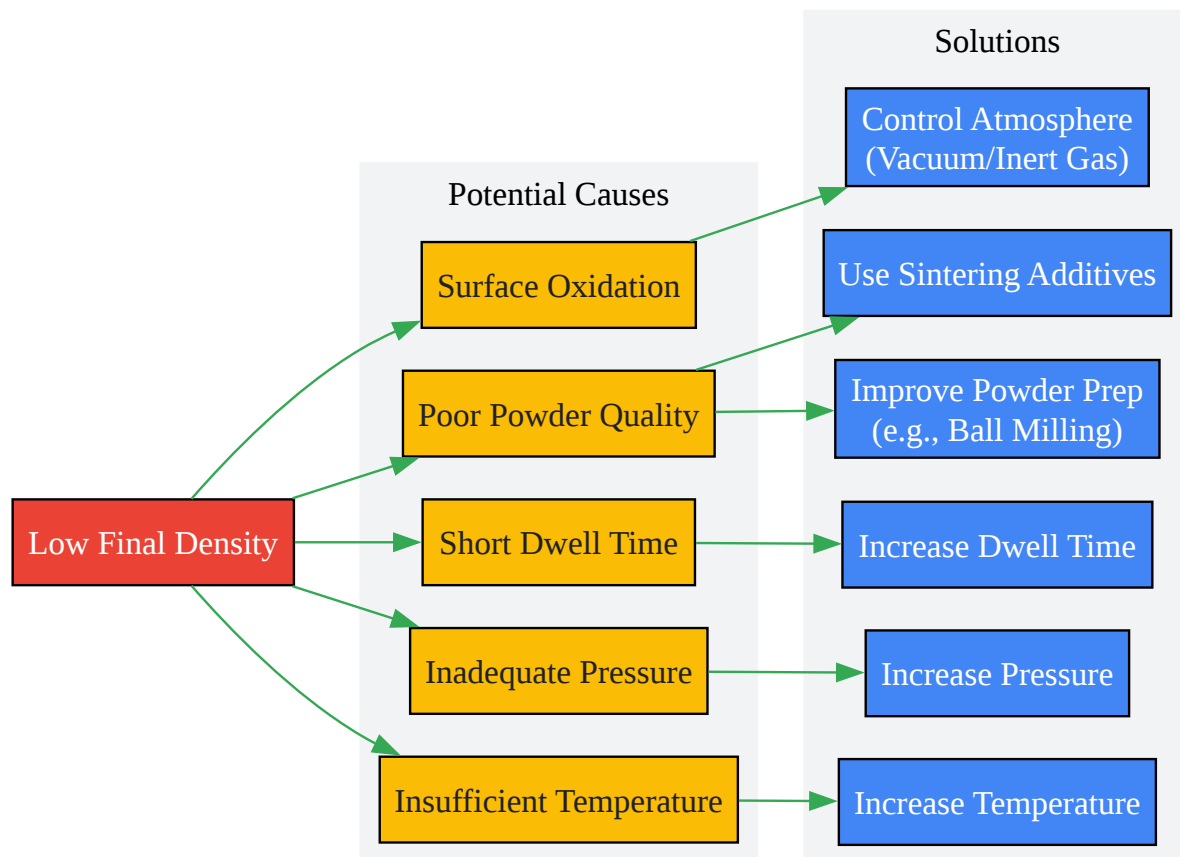 Low Final Density
Potential Causes
Surface Oxidation
Poor Powder Quality
Short Dwell Time
Inadequate Pressure
Insufficient Temperature
Solutions
Control Atmosphere
(Vacuum/Inert Gas)
Use Sintering Additives
Improve Powder Prep
(e.g., Ball Milling)
Increase Dwell Time
Increase Pressure
Increase Temperature